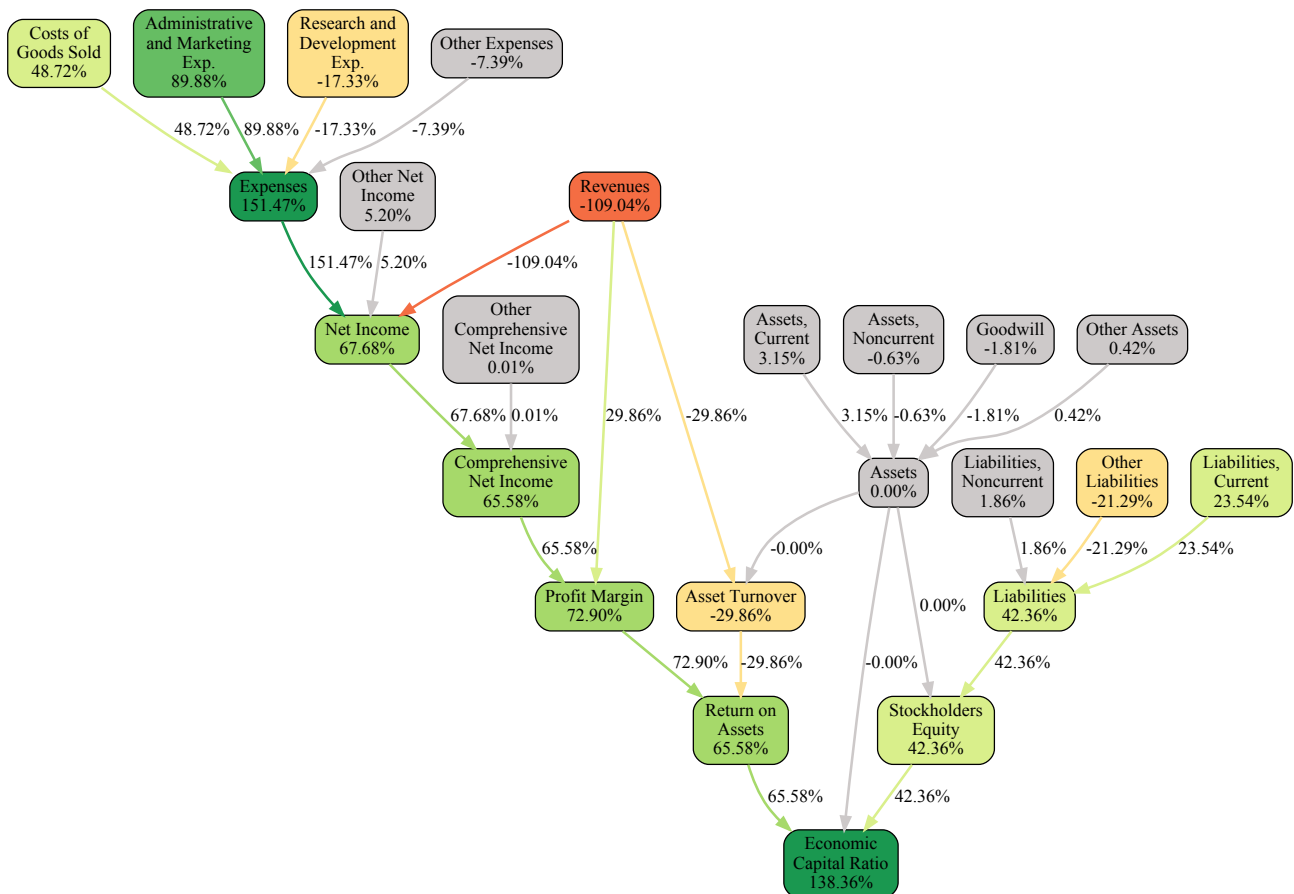 Costs of
Goods Sold
48.72%
Administrative
and Marketing
Exp.
89.88%
Research and
Development
Exp.
-17.33%
Other Expenses
-7.39%
48.72%
89.88%
-17.33%
-7.39%
Expenses
151.47%
Other Net
Income
5.20%
Revenues
-109.04%
151.47%
5.20%
-109.04%
Net Income
67.68%
Other
Comprehensive
Net Income
0.01%
Assets,
Current
3.15%
Assets,
Noncurrent
-0.63%
Goodwill
-1.81%
Other Assets
0.42%
67.68%
0.01%
29.86%
-29.86%
3.15%
-0.63%
-1.81%
0.42%
Comprehensive
Net Income
65.58%
Assets
0.00%
Liabilities,
Noncurrent
1.86%
Other
Liabilities
-21.29%
Liabilities,
Current
23.54%
65.58%
-0.00%
1.86%
-21.29%
23.54%
Profit Margin
72.90%
Asset Turnover
-29.86%
0.00%
Liabilities
42.36%
72.90%
-29.86%
-0.00%
42.36%
Return on
Assets
65.58%
Stockholders
Equity
42.36%
65.58%
42.36%
Economic
Capital Ratio
138.36%